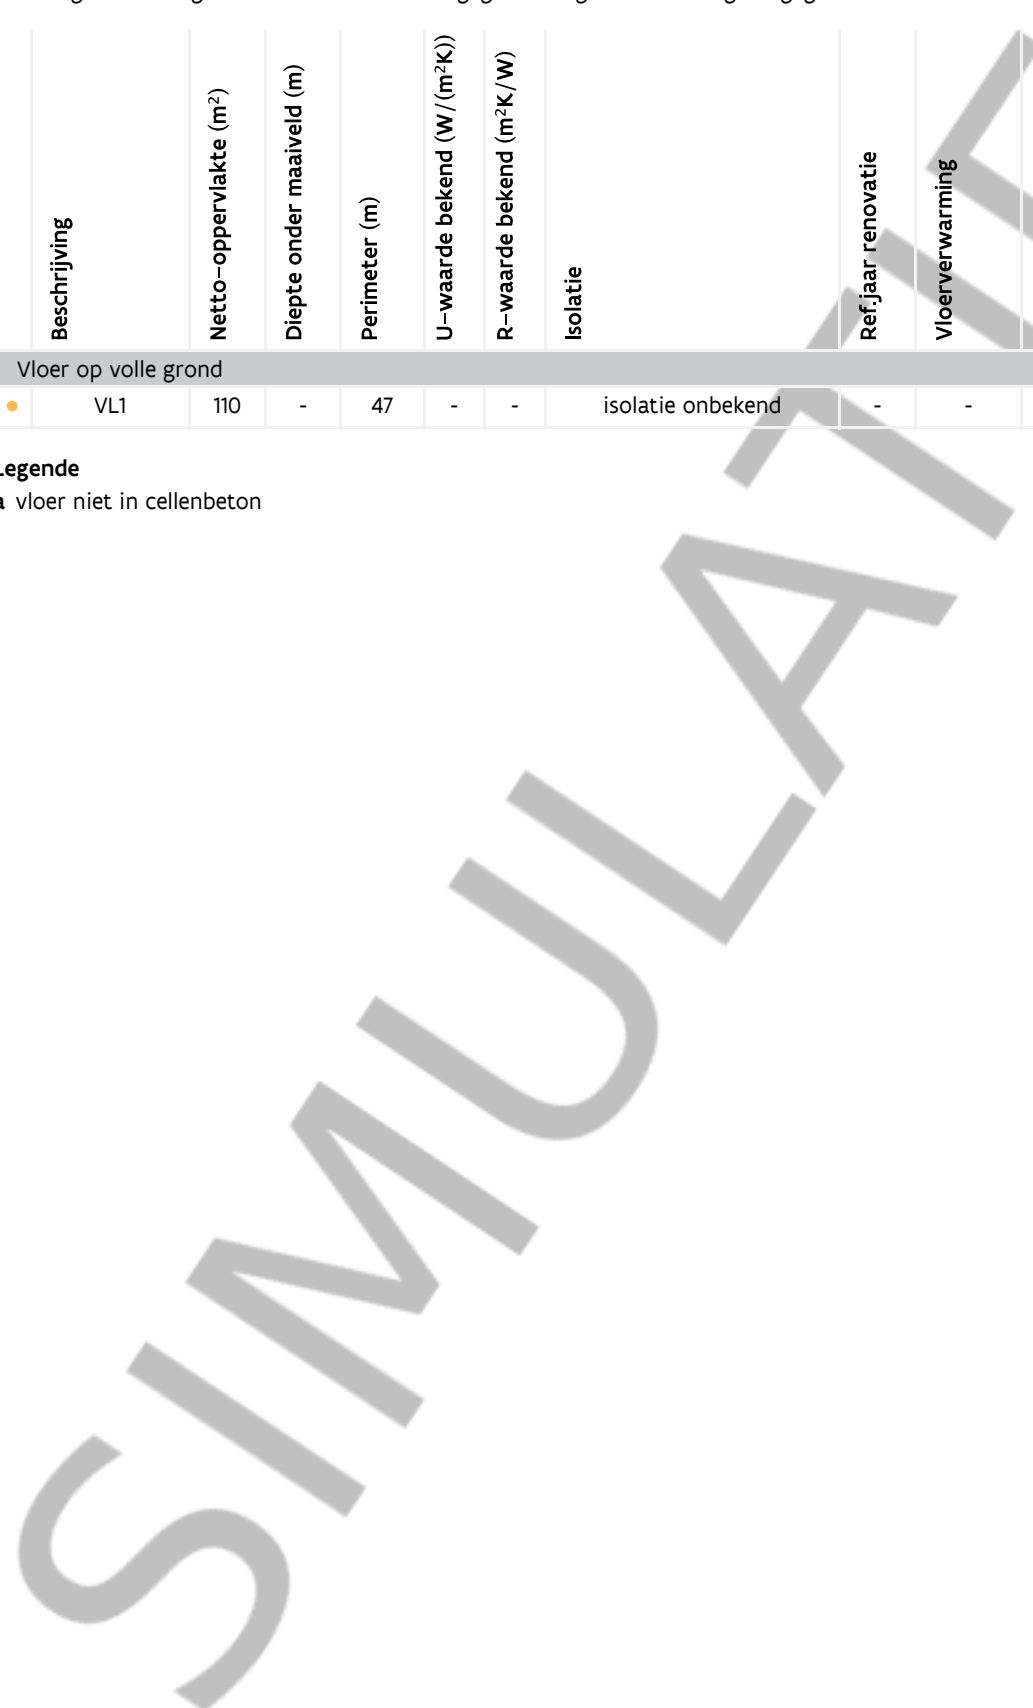 Beschrijving Netto-oppervlakte (m²) Diepte onder maaiveld (m) Perimeter (m) U-waarde bekend (W/(m²K)) R-waarde bekend (m²K/W) Isolatie Ref.jaar renovatie Vloerverwarming
Vloer op volle grond
VL1 110 - 47 - - isolatie onbekend - -
Legende
a vloer niet in cellenbeton